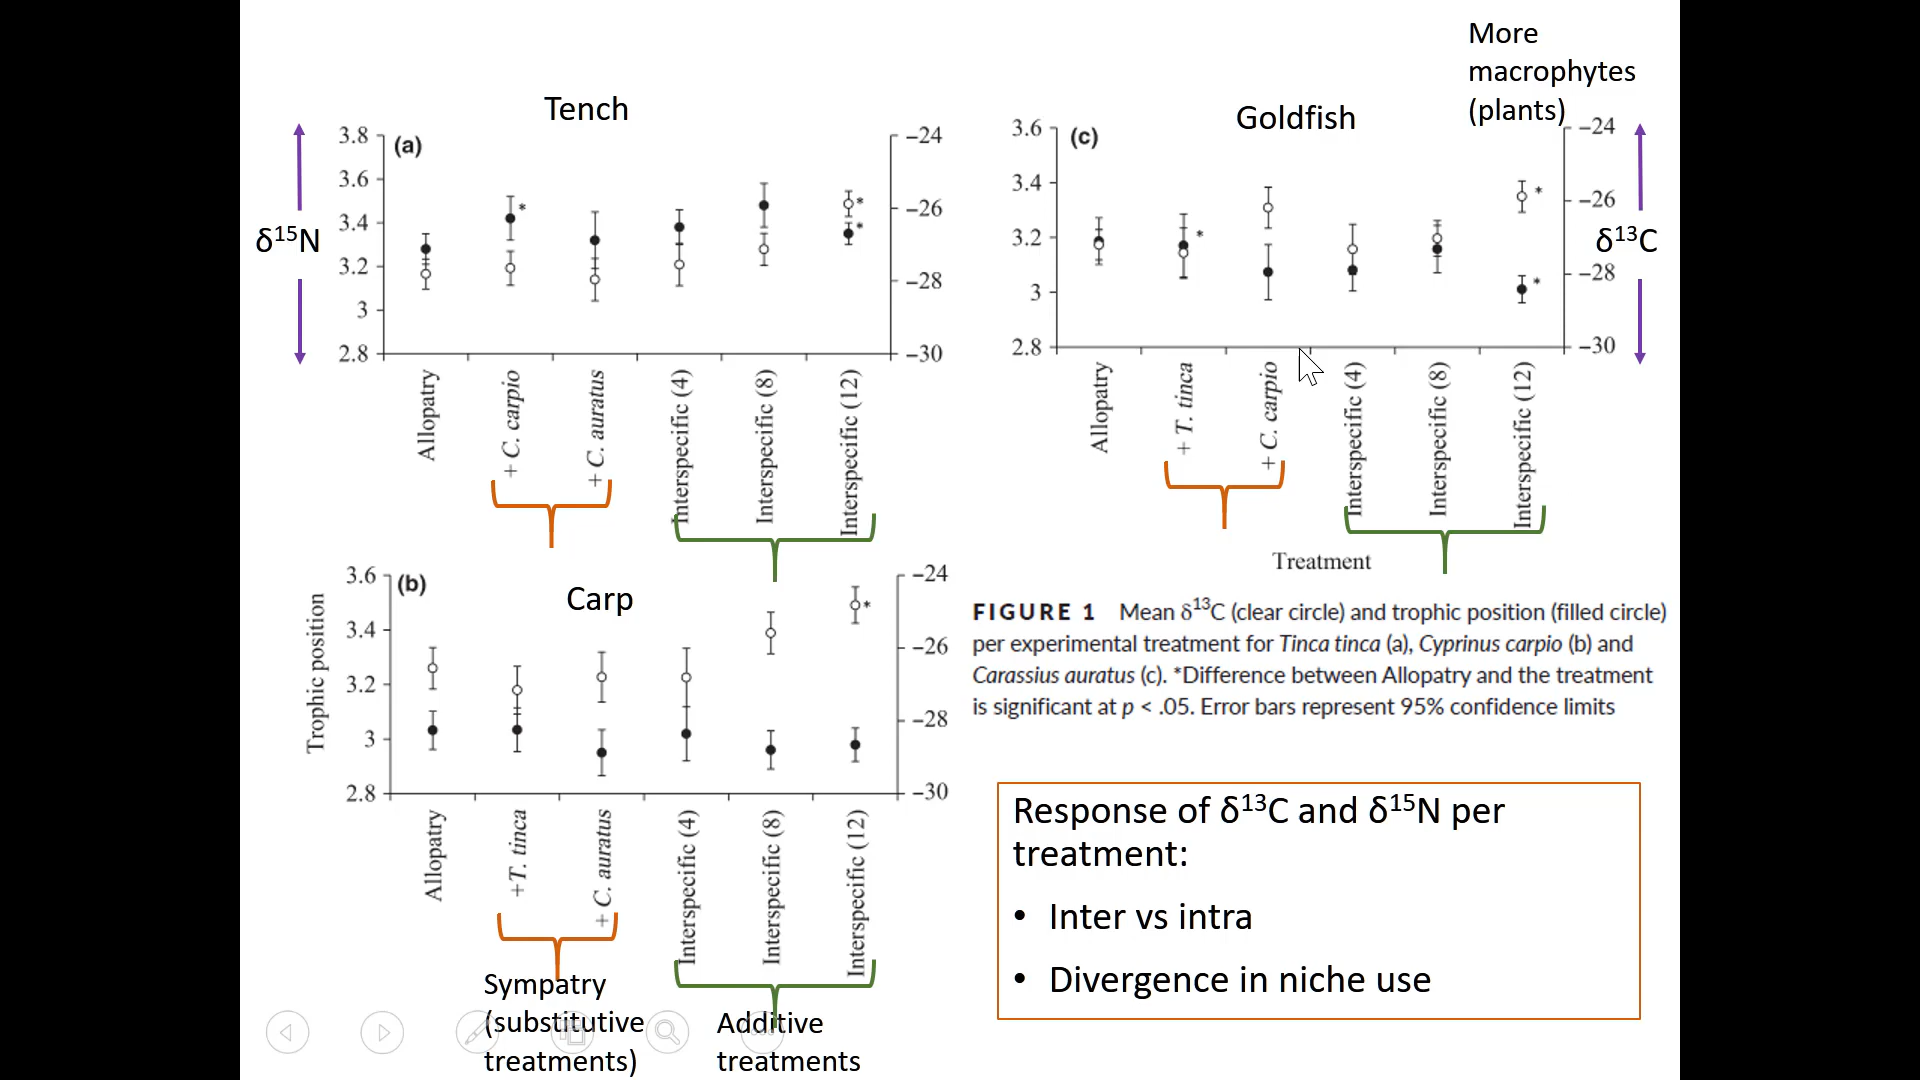 More
macrophytes
(plants)
Tench
Goldfish
δ¹⁵N
3.8
3.6
3.4
3.2
3
2.8
(a)
*
*
*
−24
−26
−28
−30
Allopatry
+ C. carpio
+ C. auratus
Interspecific (4)
Interspecific (8)
Interspecific (12)
3.6
3.4
3.2
3
2.8
(c)
*
*
*
−24
−26
−28
−30
δ¹³C
Allopatry
+ T. tinca
+ C. carpio
Interspecific (4)
Interspecific (8)
Interspecific (12)
Treatment
Carp
Trophic position
3.6
3.4
3.2
3
2.8
(b)
*
−24
−26
−28
−30
Allopatry
+T. tinca
+ C. auratus
Interspecific (4)
Interspecific (8)
Interspecific (12)
Sympatry
(substitutive
treatments)
Additive
treatments
FIGURE 1 Mean δ¹³C (clear circle) and trophic position (filled circle)
per experimental treatment for Tinca tinca (a), Cyprinus carpio (b) and
Carassius auratus (c). *Difference between Allopatry and the treatment
is significant at p < .05. Error bars represent 95% confidence limits
Response of δ¹³C and δ¹⁵N per
treatment:
• Inter vs intra
• Divergence in niche use